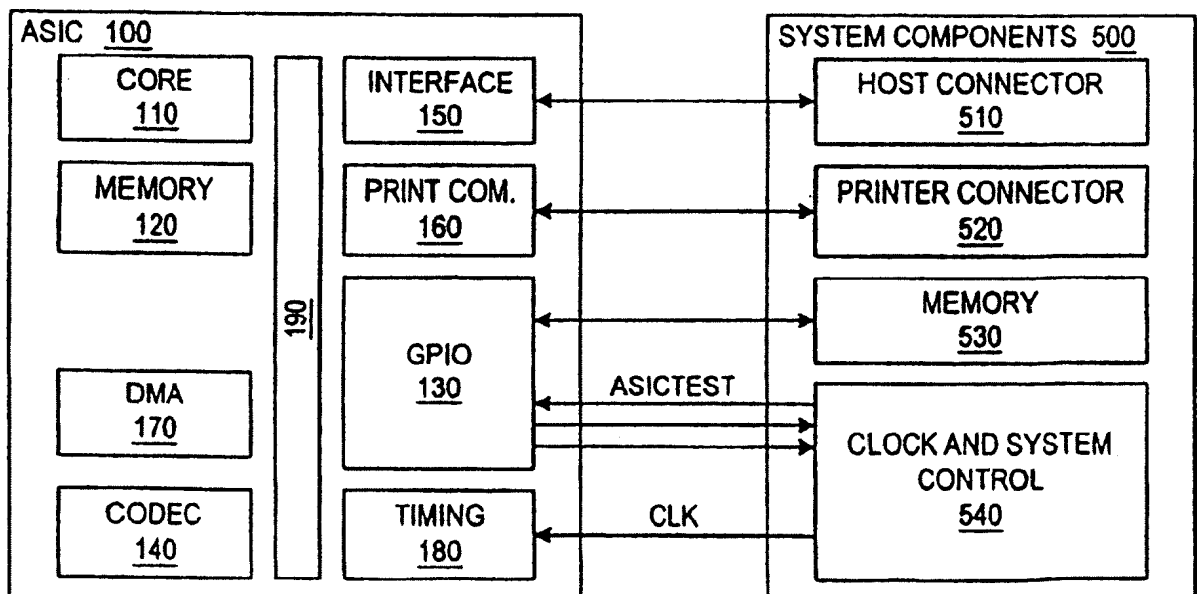 ASIC 100
CORE
110
MEMORY
120
DMA
170
CODEC
140
190
INTERFACE
150
PRINT COM.
160
GPIO
130
TIMING
180
ASICTEST
CLK
SYSTEM COMPONENTS 500
HOST CONNECTOR
510
PRINTER CONNECTOR
520
MEMORY
530
CLOCK AND SYSTEM
CONTROL
540